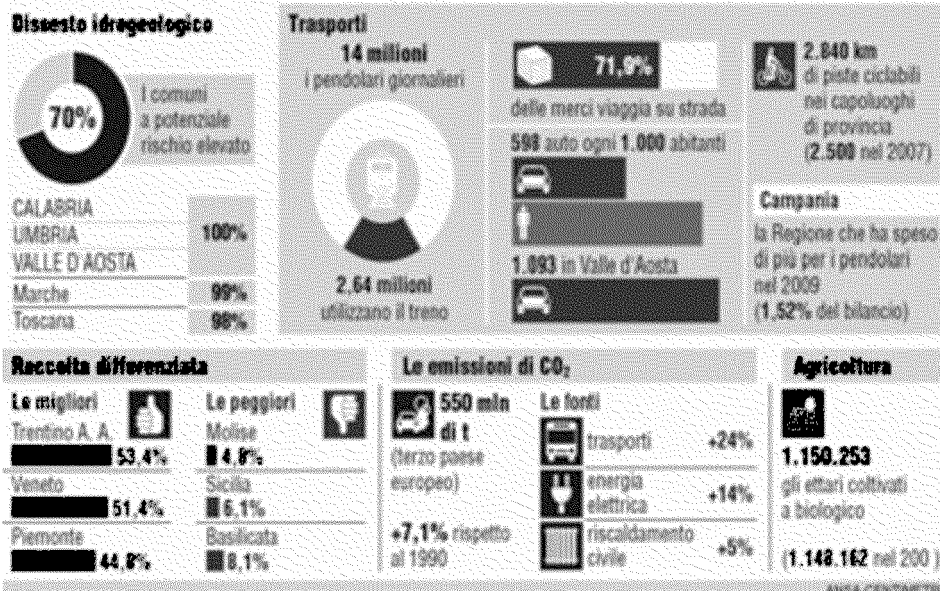 Dissesto idrogeologico
70%
I comuni
a potenziale
rischio elevato
CALABRIA
UMBRIA
VALLE D'AOSTA
100%
Marche 99%
Toscana 98%
Trasporti
14 milioni
i pendolari giornalieri
2.64 milioni
utilizzano il treno
71,9%
delle merci viaggia su strada
598 auto ogni 1.000 abitanti
1.093 in Valle d'Aosta
2.840 km
di piste ciclabili
nei capoluoghi
di provincia
(2.500 nel 2007)
Campania
la Regione che ha speso
di più per i pendolari
nel 2009
(1,52% del bilancio)
Raccolta differenziata
Le migliori
Trentino A. A.
53,4%
Veneto
51,4%
Piemonte
44,8%
Le peggiori
Molise
4,8%
Sicilia
6,1%
Basilicata
8,1%
Le emissioni di CO₂
550 mln
di t
(terzo paese
europeo)
+7,1% rispetto
al 1990
Le fonti
trasporti +24%
energia
elettrica +14%
riscaldamento
civile +5%
Agricoltura
1.150.253
gli ettari coltivati
a biologico
(1.148.162 nel 200 )